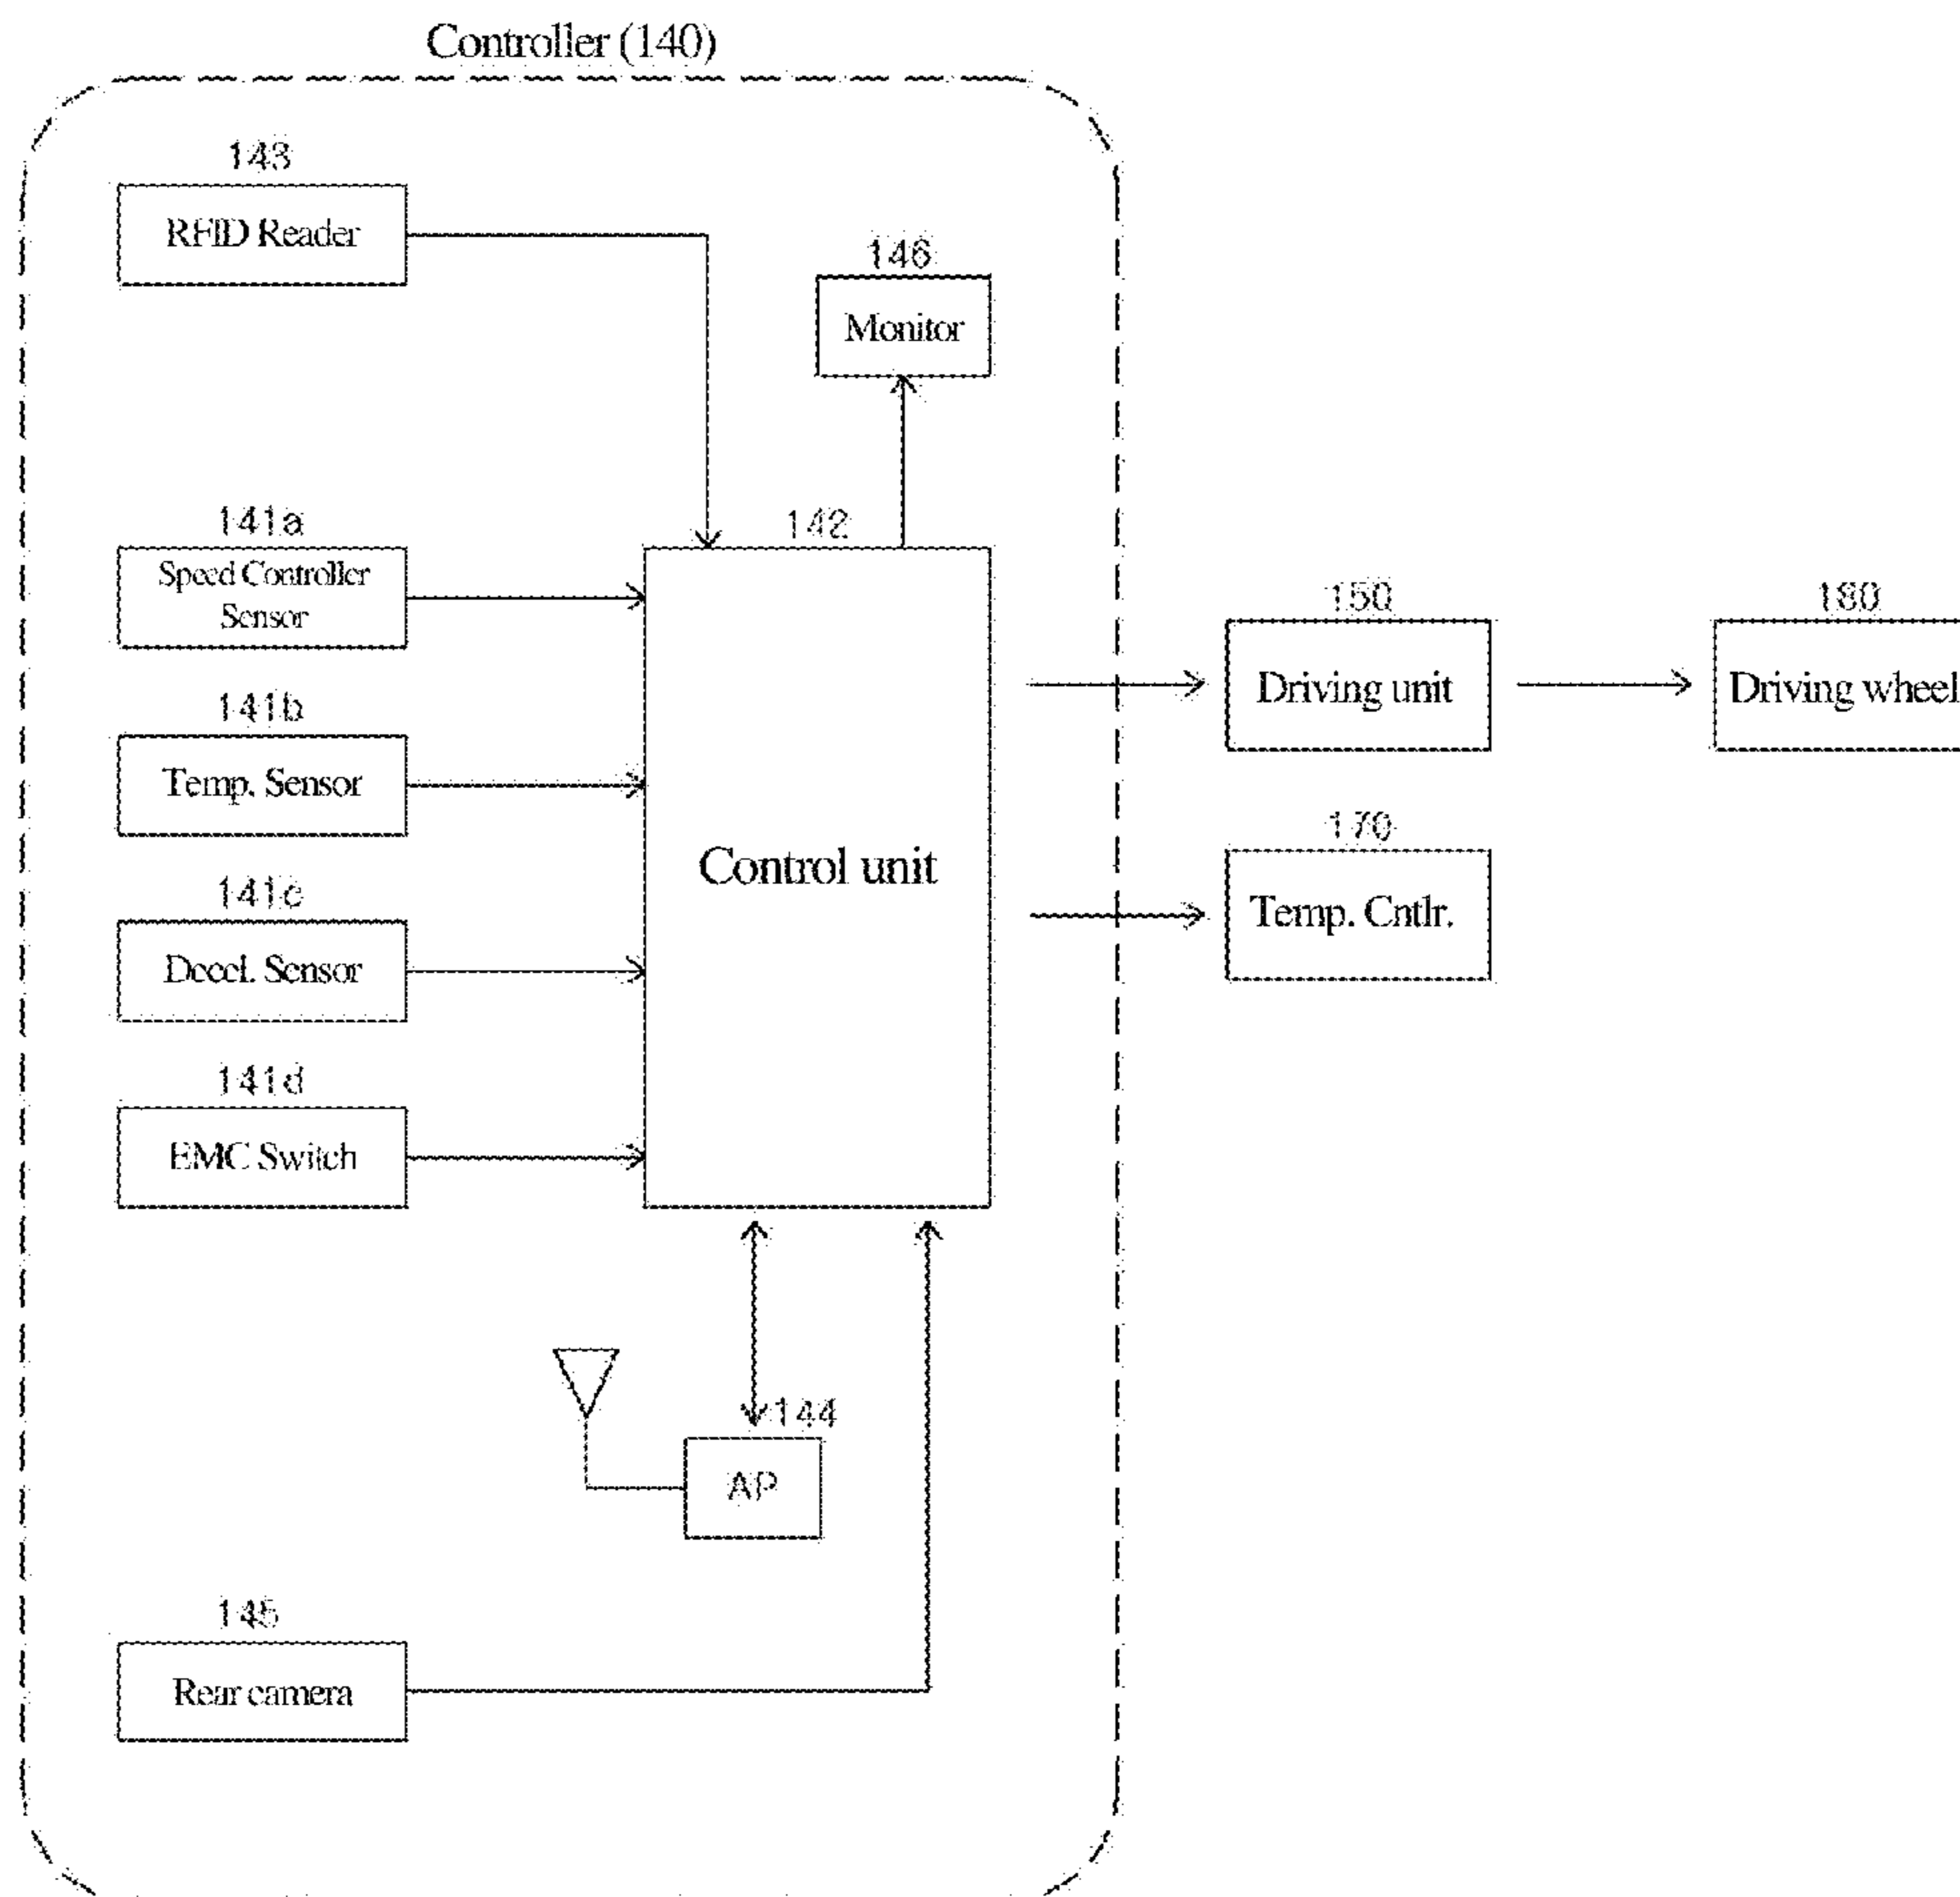 Controller (140)
143
RFID Reader
146
Monitor
141a
Speed Controller
Sensor
142
Control unit
141b
Temp. Sensor
141c
Decel. Sensor
141d
EMC Switch
150
Driving unit
Driving wheel
170
Temp. Cntlr.
144
AP
145
Rear camera